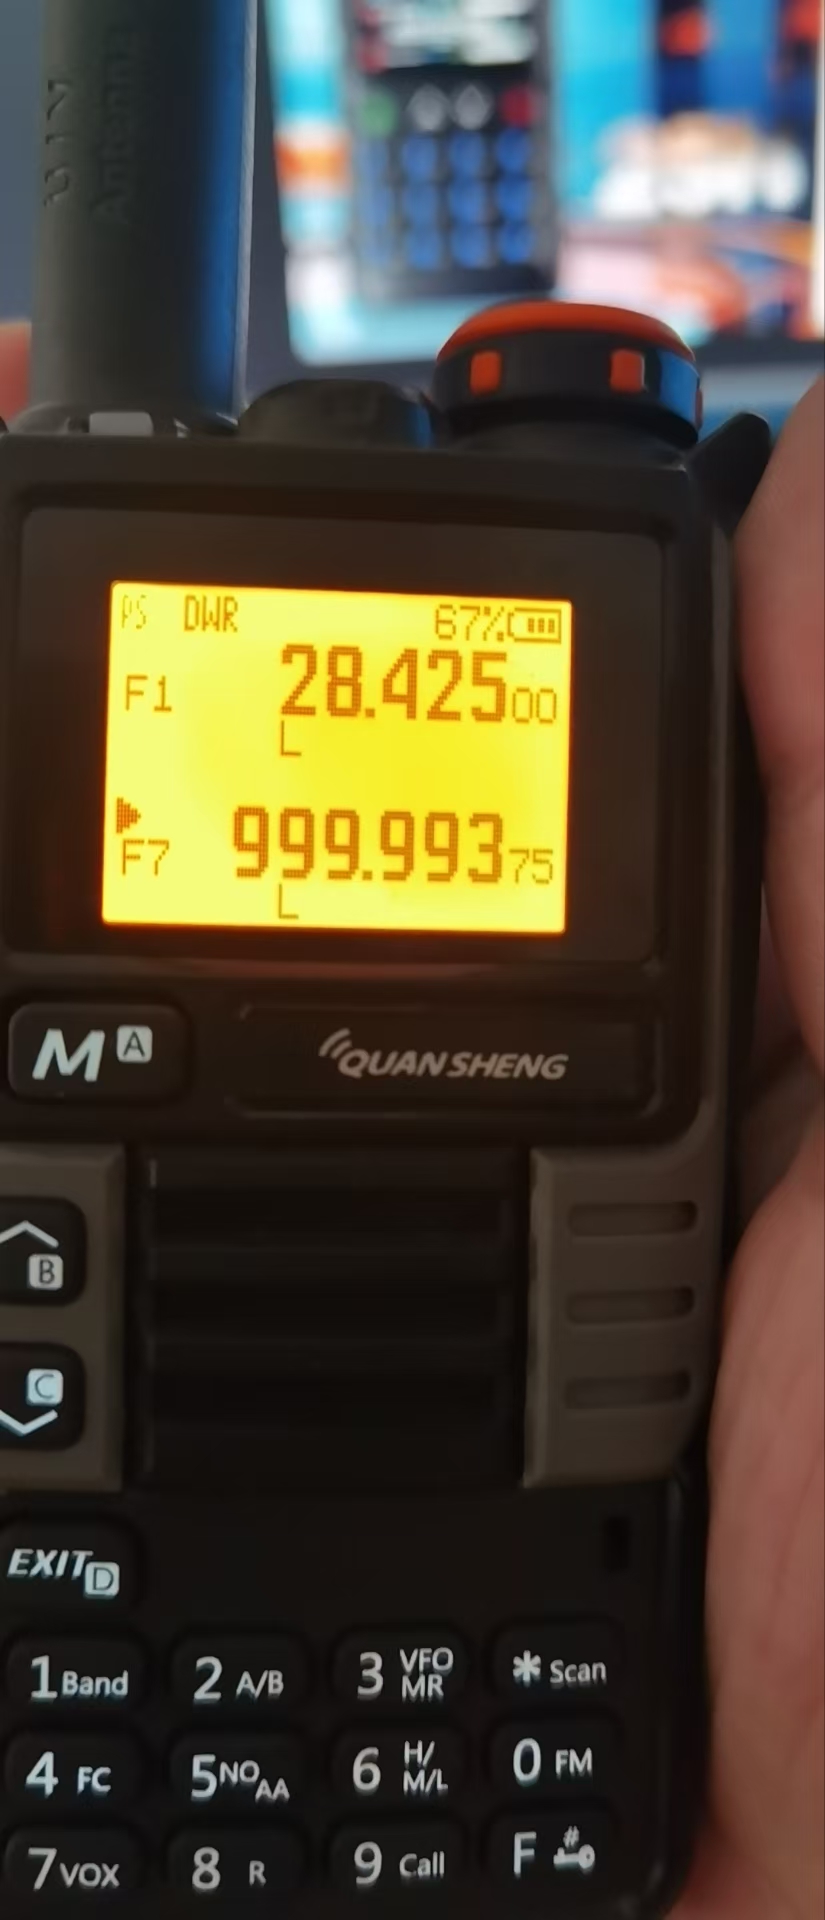 Antenna
PS DWR 67%
F1 28.42500
L
F7 999.99375
L
M A
QUANSHENG
B
C
EXIT D
1 Band 2 A/B 3 VFO MR * Scan
4 FC 5 NO AA 6 H/M/L 0 FM
7 VOX 8 R 9 Call F #